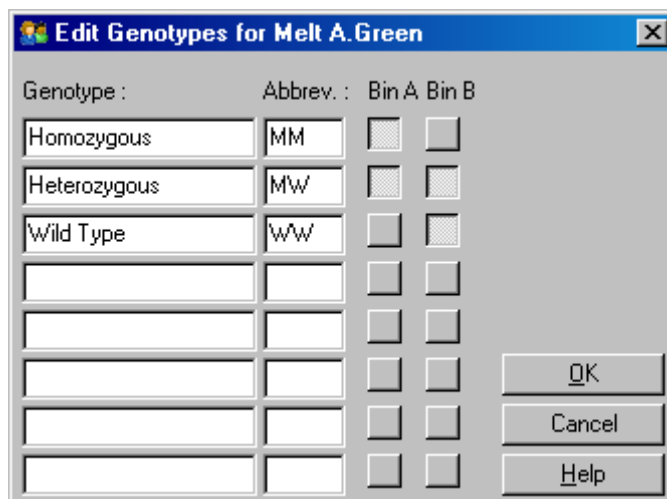 Edit Genotypes for Melt A.Green
Genotype : Abbrev. : Bin A Bin B
Homozygous MM
Heterozygous MW
Wild Type WW
OK
Cancel
Help